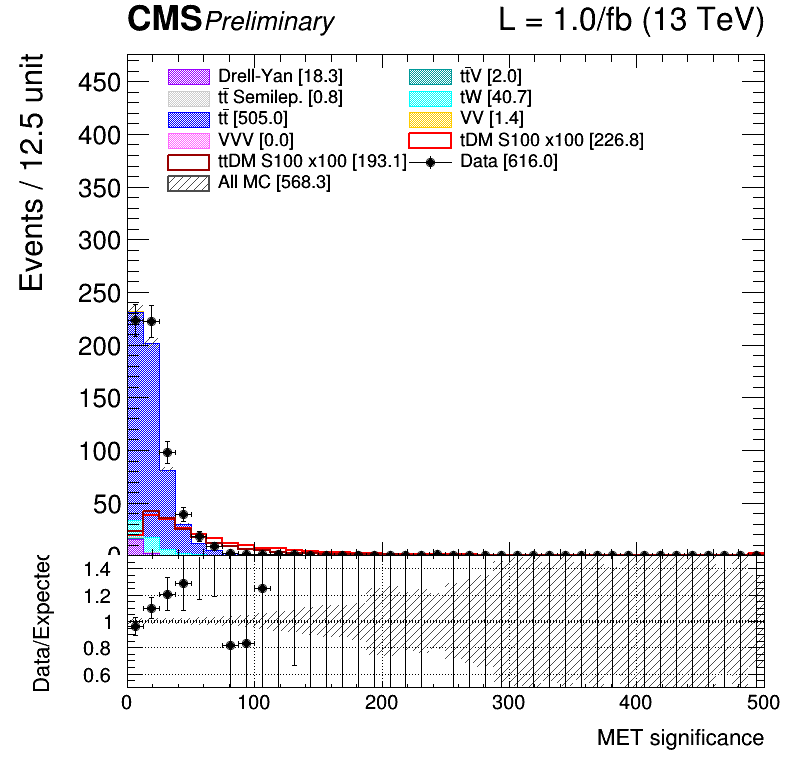 CMS Preliminary L = 1.0/fb (13 TeV)
Events / 12.5 unit
450
400
350
300
250
200
150
100
50
0
Drell-Yan [18.3]
tt̄ Semilep. [0.8]
tt̄ [505.0]
VVV [0.0]
ttDM S100 x100 [193.1]
All MC [568.3]
tt̄V [2.0]
tW [40.7]
VV [1.4]
tDM S100 x100 [226.8]
Data [616.0]
Data/Expected
1.4
1.2
1
0.8
0.6
0 100 200 300 400 500
MET significance